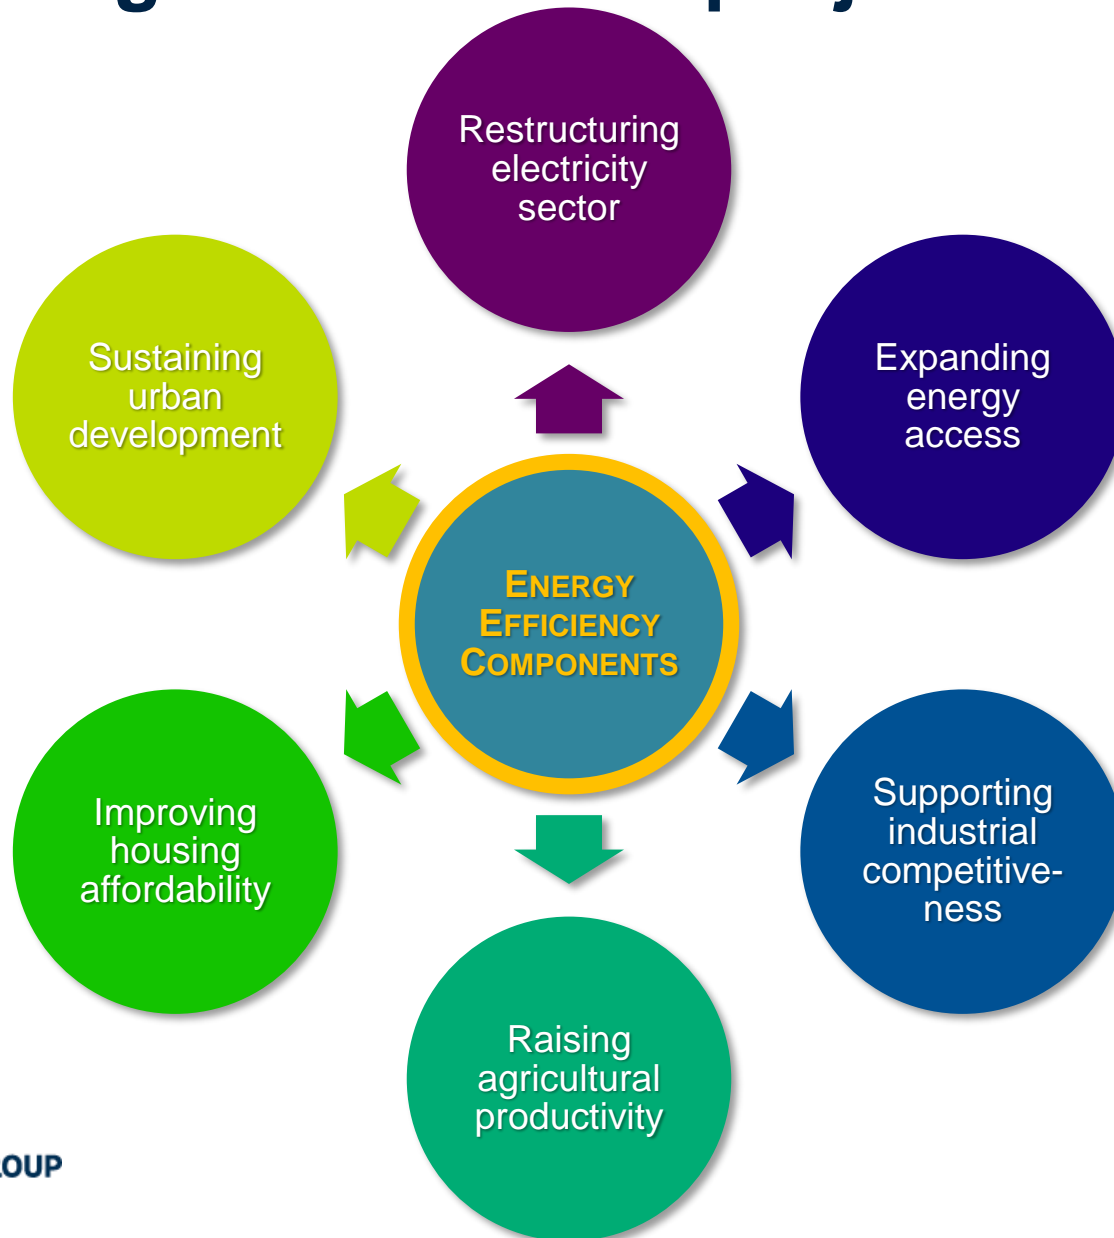 Restructuring
electricity
sector
Expanding
energy
access
Supporting
industrial
competitive-
ness
Raising
agricultural
productivity
Improving
housing
affordability
Sustaining
urban
development
ENERGY
EFFICIENCY
COMPONENTS